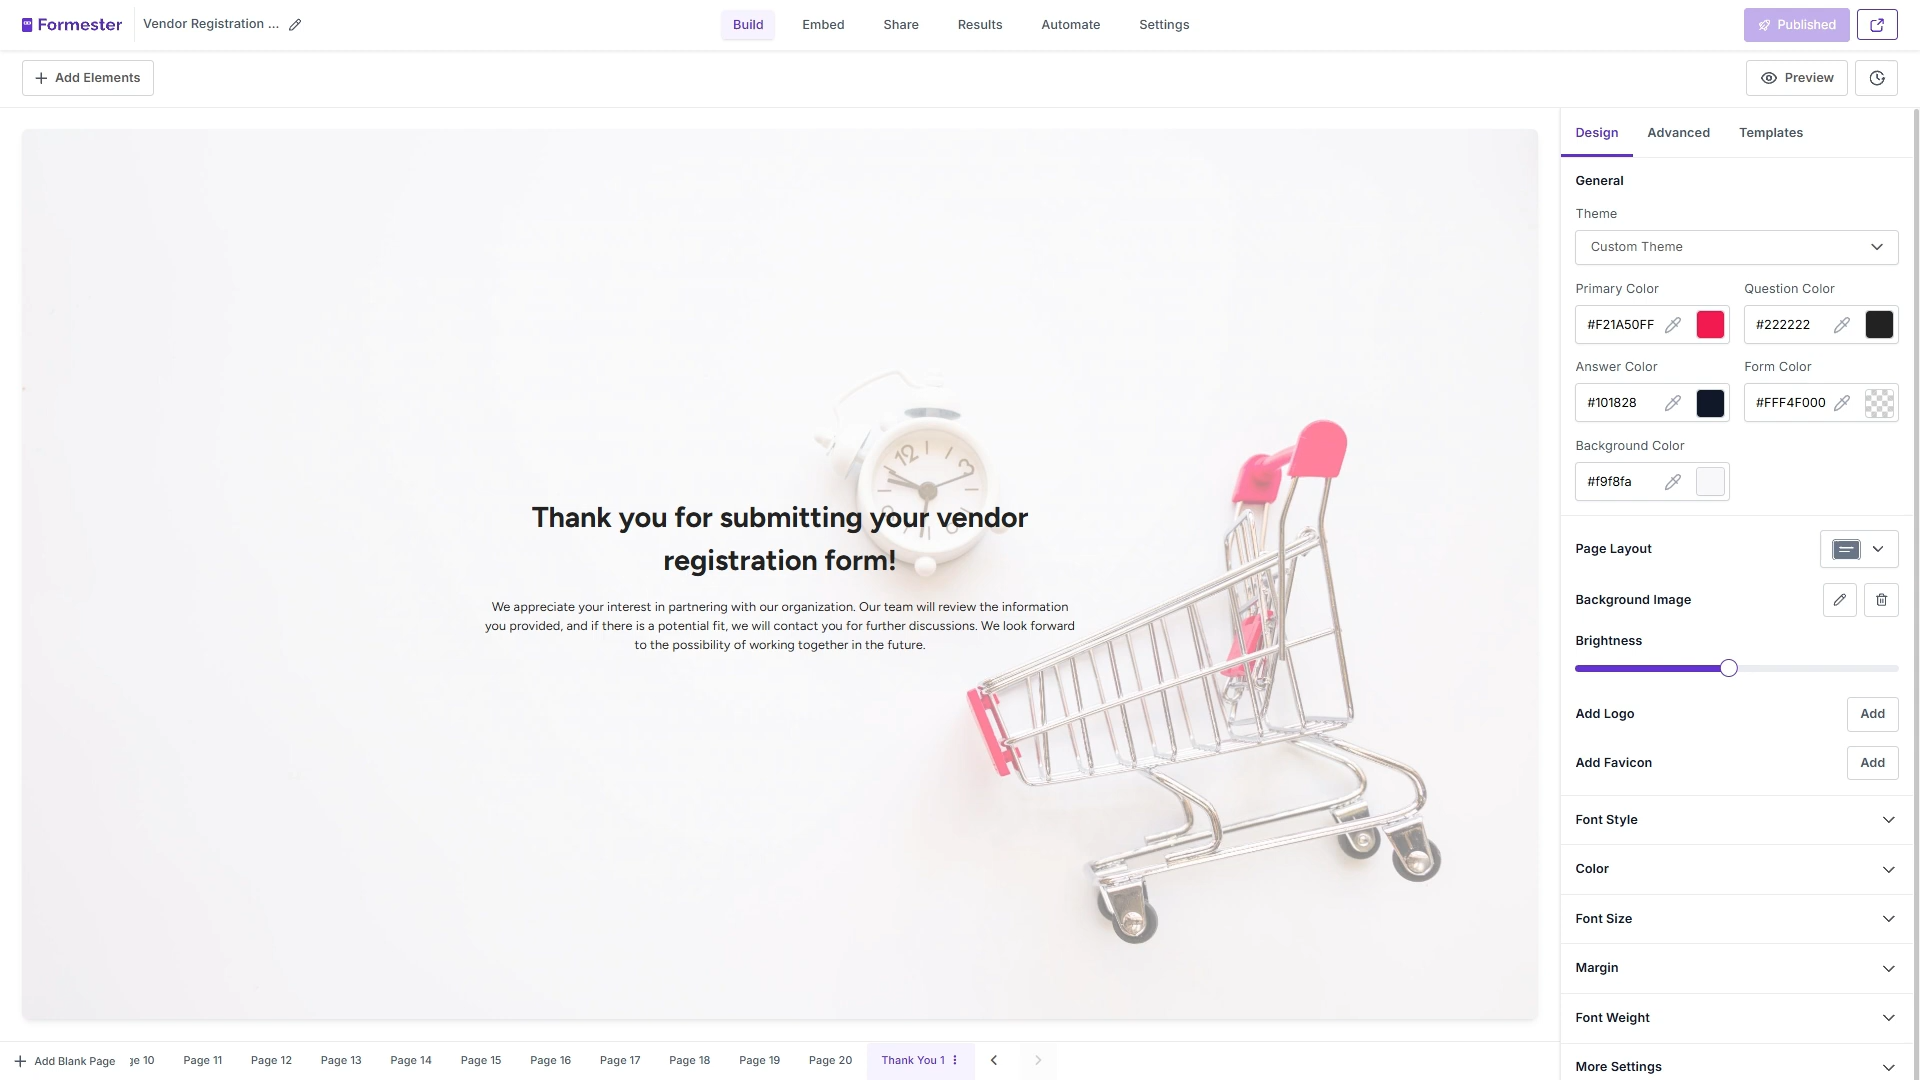 Formester
Vendor Registration ...
Build
Embed
Share
Results
Automate
Settings
Published
Add Elements
Preview
Design
Advanced
Templates
General
Theme
Custom Theme
Primary Color
Question Color
#F21A50FF
#222222
Answer Color
Form Color
#101828
#FFF4F000
Background Color
#f9f8fa
Page Layout
Background Image
Brightness
Add Logo
Add
Add Favicon
Add
Font Style
Color
Font Size
Margin
Font Weight
More Settings
12
3
Thank you for submitting your vendor
registration form!
We appreciate your interest in partnering with our organization. Our team will review the information
you provided, and if there is a potential fit, we will contact you for further discussions. We look forward
to the possibility of working together in the future.
Add Blank Page
ge 10
Page 11
Page 12
Page 13
Page 14
Page 15
Page 16
Page 17
Page 18
Page 19
Page 20
Thank You 1